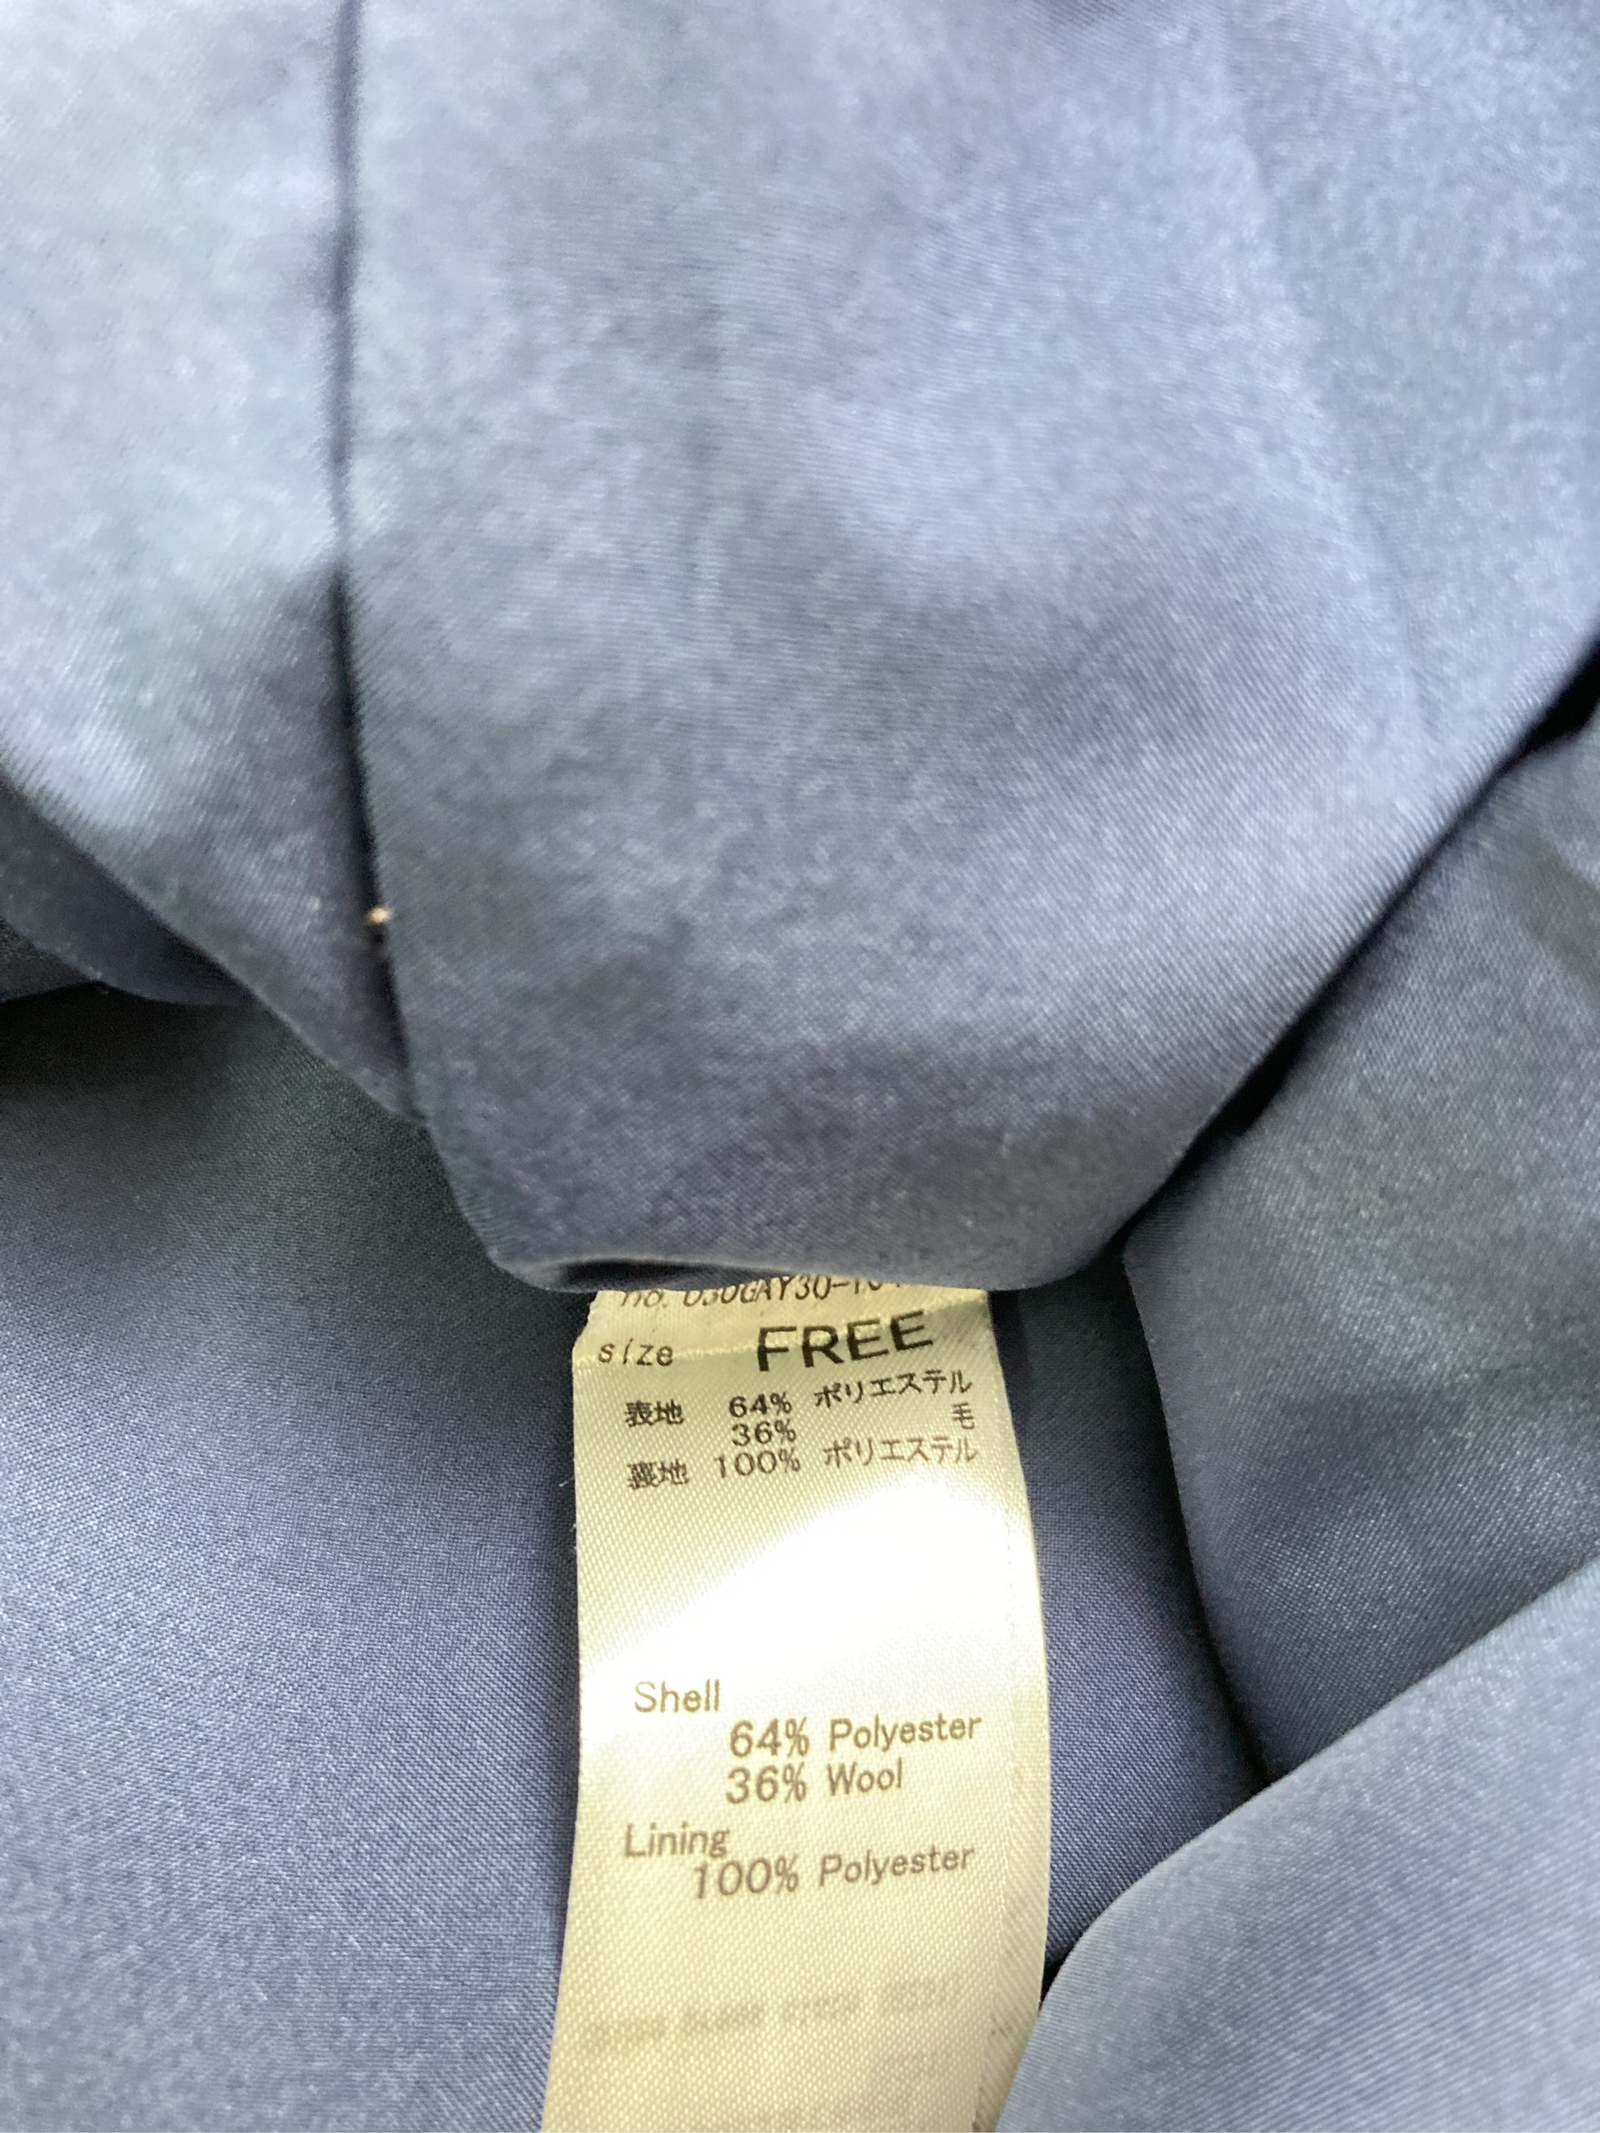 size FREE
表地 64% ポリエステル
36% 毛
裏地 100% ポリエステル
Shell
64% Polyester
36% Wool
Lining
100% Polyester